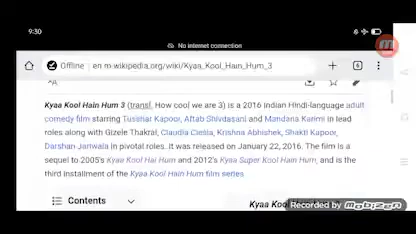 9:30
No internet connection
Offline en.m.wikipedia.org/wiki/Kyaa_Kool_Hain_Hum_3 6
Kyaa Kool Hain Hum 3 (transl. How cool we are 3) is a 2016 Indian Hindi-language adult
comedy film starring Tusshar Kapoor, Aftab Shivdasani and Mandana Karimi in lead
roles along with Gizele Thakral, Claudia Ciesla, Krishna Abhishek, Shakti Kapoor,
Darshan Jariwala in pivotal roles. It was released on January 22, 2016. The film is a
sequel to 2005's Kyaa Kool Hai Hum and 2012's Kyaa Super Kool Hain Hum, and is the
third installment of the Kyaa Kool Hain Hum film series
Contents
Kyaa Kool
Recorded by Mobizen